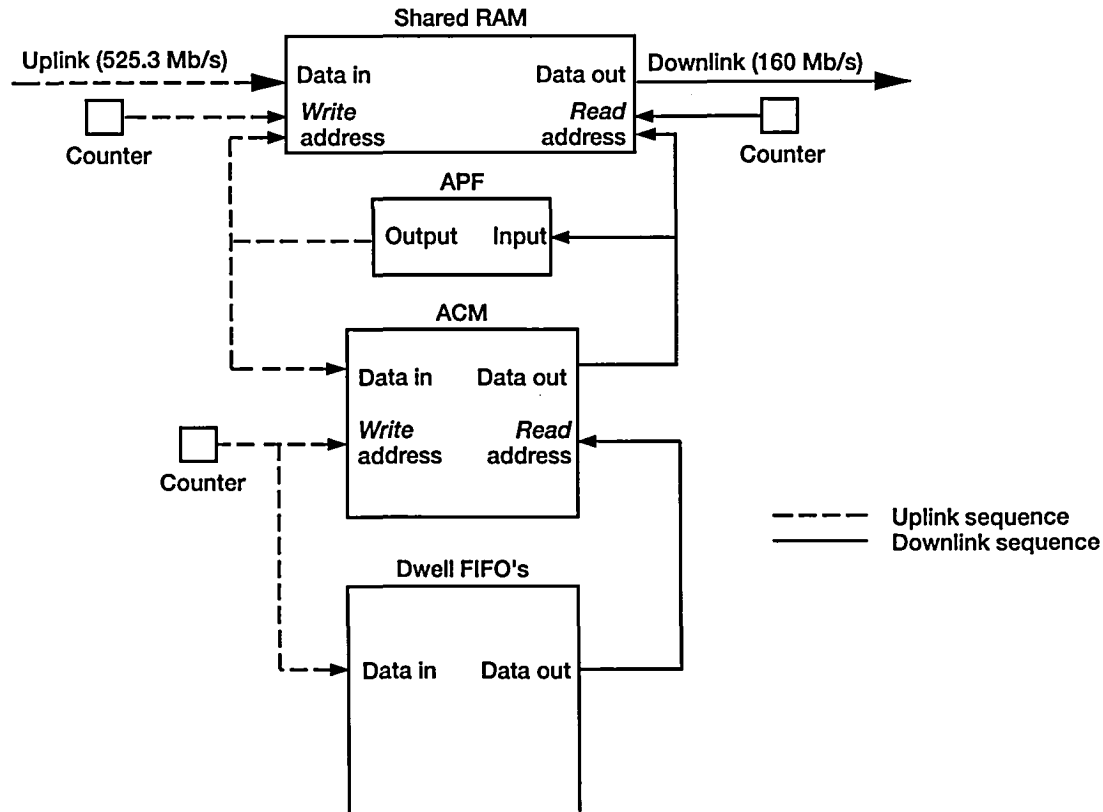 Shared RAM
Uplink (525.3 Mb/s)
Data in
Data out
Downlink (160 Mb/s)
Write
address
Read
address
Counter
Counter
APF
Output
Input
ACM
Data in
Data out
Write
address
Read
address
Counter
Uplink sequence
Downlink sequence
Dwell FIFO's
Data in
Data out